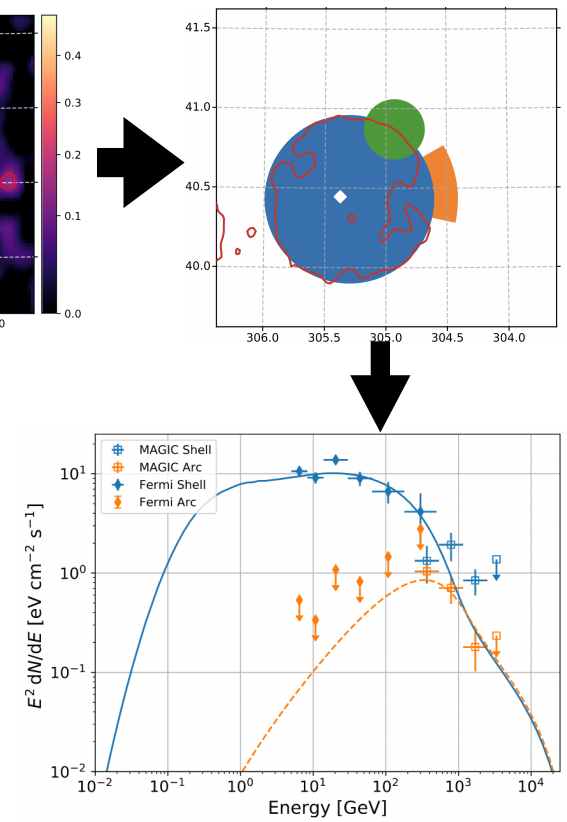 0.4
0.3
0.2
0.1
0.0
0
41.5
41.0
40.5
40.0
306.0 305.5 305.0 304.5 304.0
MAGIC Shell
MAGIC Arc
Fermi Shell
Fermi Arc
E² dN/dE [eV cm⁻² s⁻¹]
10¹
10⁰
10⁻¹
10⁻²
10⁻² 10⁻¹ 10⁰ 10¹ 10² 10³ 10⁴
Energy [GeV]